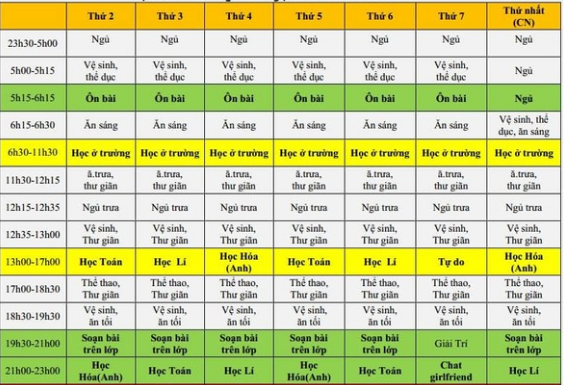 Thứ 2 Thứ 3 Thứ 4 Thứ 5 Thứ 6 Thứ 7 Thứ nhất (CN)
23h30-5h00 Ngủ Ngủ Ngủ Ngủ Ngủ Ngủ Ngủ
5h00-5h15 Vệ sinh, thể dục Vệ sinh, thể dục Vệ sinh, thể dục Vệ sinh, thể dục Vệ sinh, thể dục Vệ sinh, thể dục Ngủ
5h15-6h15 Ôn bài Ôn bài Ôn bài Ôn bài Ôn bài Ôn bài Ngủ
6h15-6h30 Ăn sáng Ăn sáng Ăn sáng Ăn sáng Ăn sáng Ăn sáng Vệ sinh, thể dục, ăn sáng
6h30-11h30 Học ở trường Học ở trường Học ở trường Học ở trường Học ở trường Học ở trường Học ở trường
11h30-12h15 ă.trưa, thư giãn ă.trưa, thư giãn ă.trưa, thư giãn ă.trưa, thư giãn ă.trưa, thư giãn ă.trưa, thư giãn ă.trưa, thư giãn
12h15-12h35 Ngủ trưa Ngủ trưa Ngủ trưa Ngủ trưa Ngủ trưa Ngủ trưa Ngủ trưa
12h35-13h00 Vệ sinh, Thư giãn Vệ sinh, Thư giãn Vệ sinh, Thư giãn Vệ sinh, Thư giãn Vệ sinh, Thư giãn Vệ sinh, Thư giãn Vệ sinh, Thư giãn
13h00-17h00 Học Toán Học Lí Học Hóa (Anh) Học Toán Học Lí Tự do Học Hóa (Anh)
17h00-18h30 Thể thao, Thư giãn Thể thao, Thư giãn Thể thao, Thư giãn Thể thao, Thư giãn Thể thao, Thư giãn Thể thao, Thư giãn Thể thao, Thư giãn
18h30-19h30 Vệ sinh, ăn tối Vệ sinh, ăn tối Vệ sinh, ăn tối Vệ sinh, ăn tối Vệ sinh, ăn tối Vệ sinh, ăn tối Vệ sinh, ăn tối
19h30-21h00 Soạn bài trên lớp Soạn bài trên lớp Soạn bài trên lớp Soạn bài trên lớp Soạn bài trên lớp Giải Trí Soạn bài trên lớp
21h00-23h00 Học Hóa(Anh) Học Toán Học Lí Học Hóa(Anh) Học Toán Chat girlfriend Học Lí